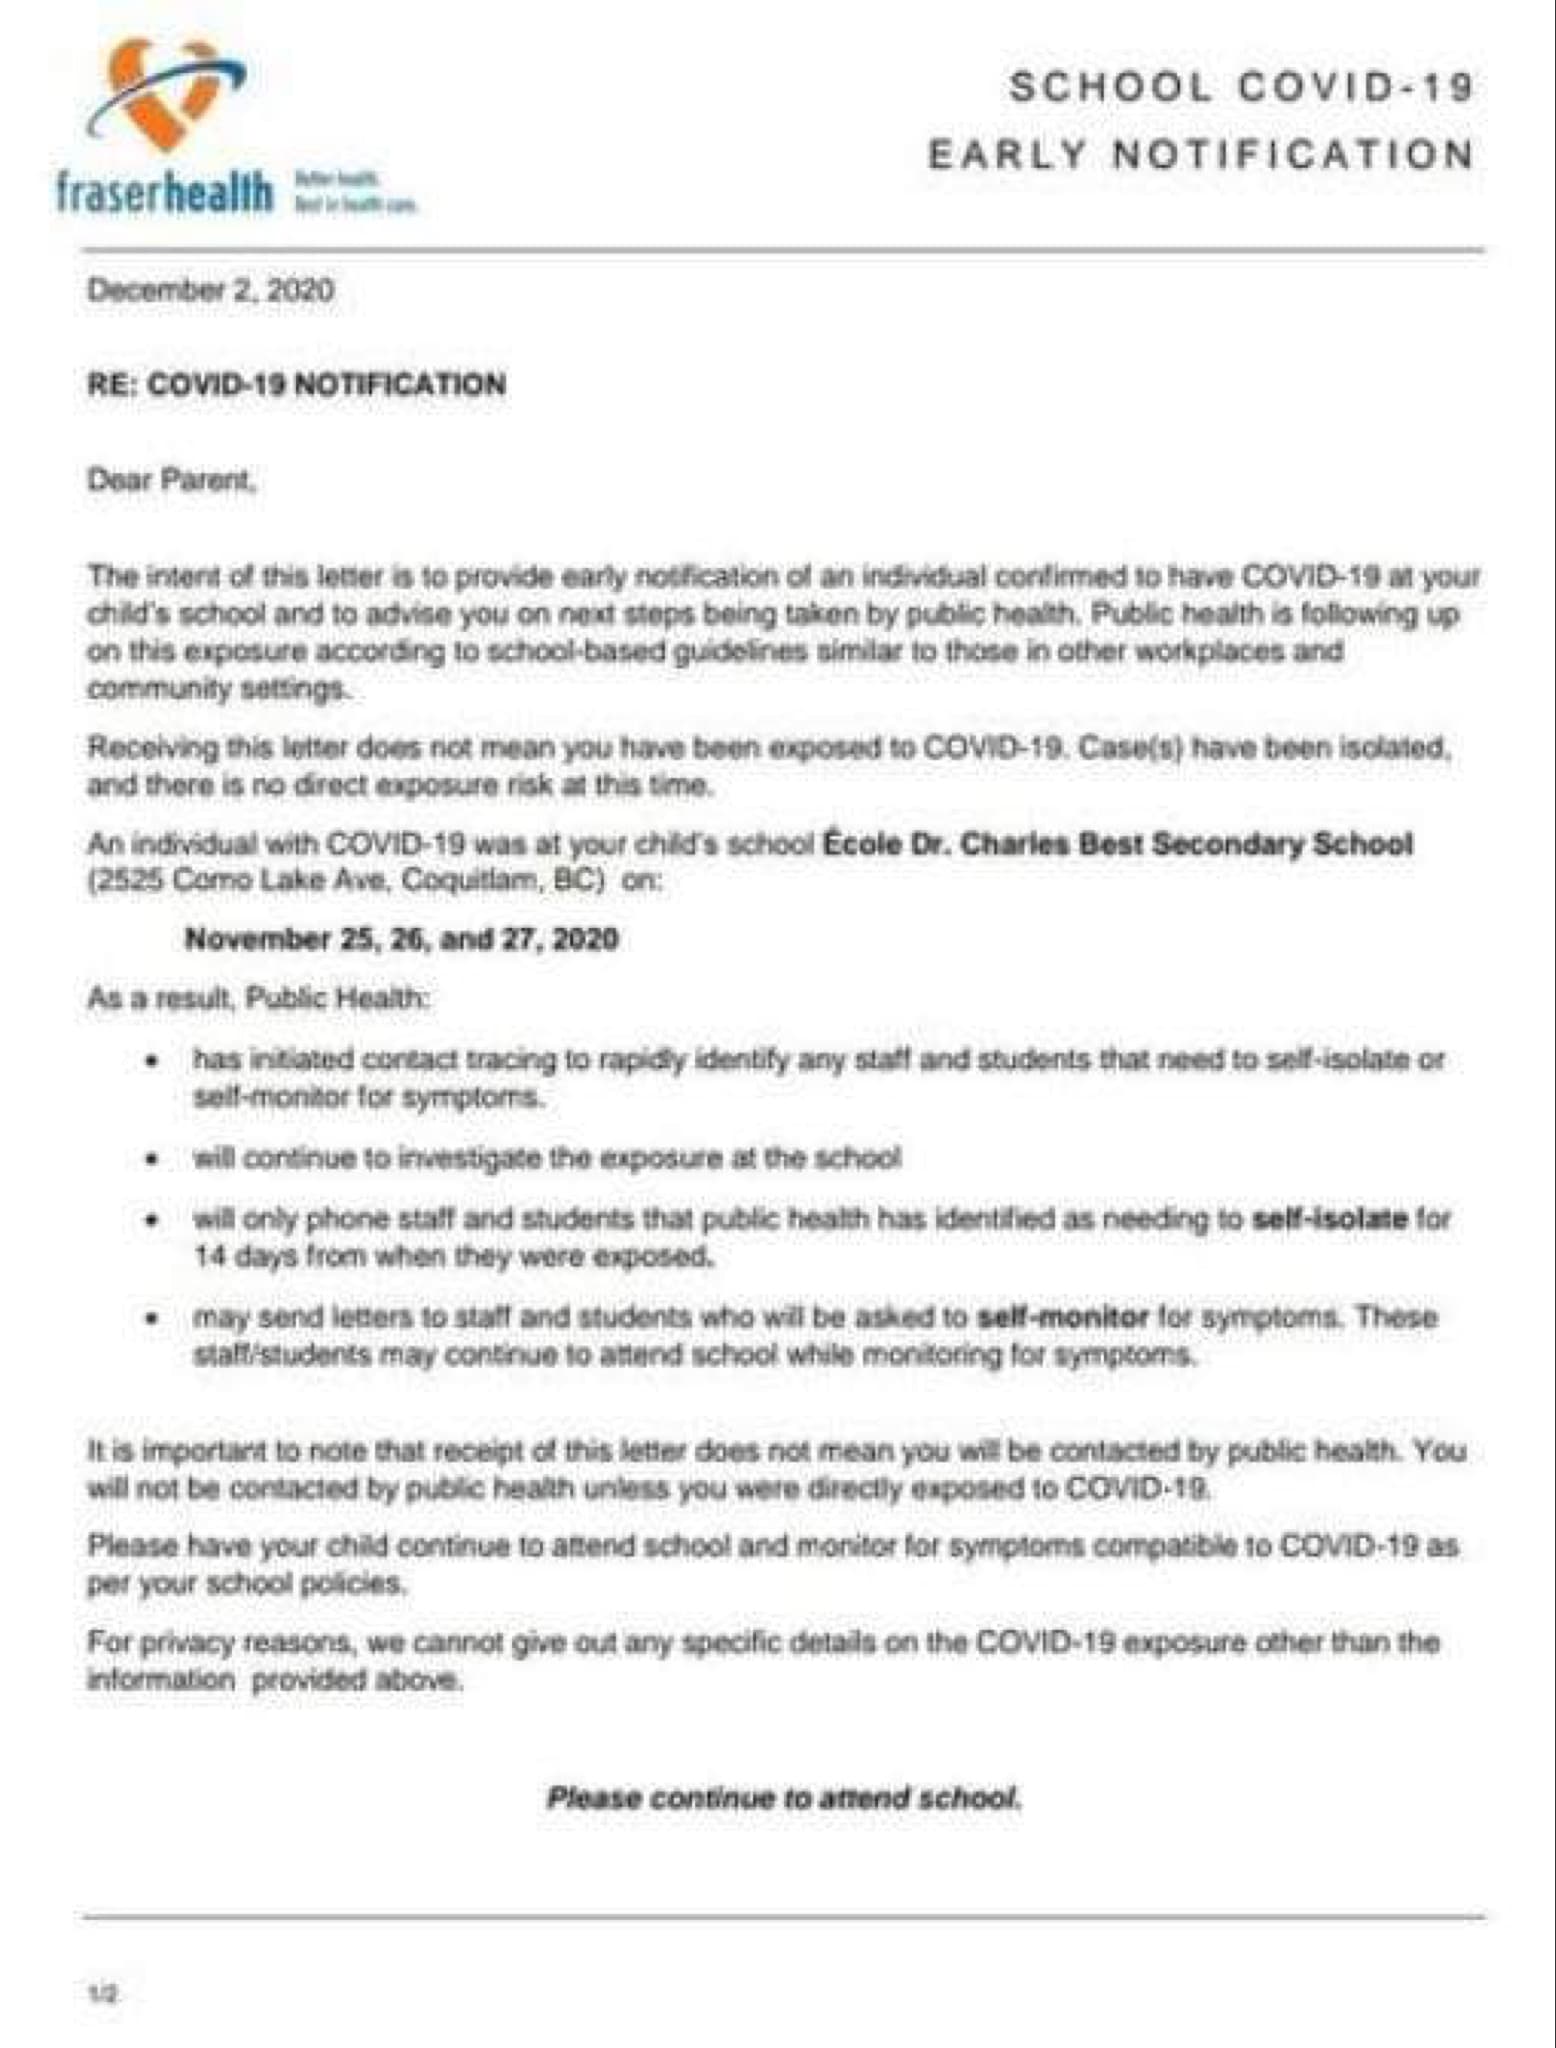 SCHOOL COVID-19
EARLY NOTIFICATION
fraserhealth
Better health.
Best in health care.
December 2, 2020
RE: COVID-19 NOTIFICATION
Dear Parent,
The intent of this letter is to provide early notification of an individual confirmed to have COVID-19 at your
child's school and to advise you on next steps being taken by public health. Public health is following up
on this exposure according to school-based guidelines similar to those in other workplaces and
community settings.
Receiving this letter does not mean you have been exposed to COVID-19. Case(s) have been isolated,
and there is no direct exposure risk at this time.
An individual with COVID-19 was at your child's school École Dr. Charles Best Secondary School
(2525 Como Lake Ave, Coquitlam, BC) on:
November 25, 26, and 27, 2020
As a result, Public Health:
• has initiated contact tracing to rapidly identify any staff and students that need to self-isolate or
self-monitor for symptoms.
• will continue to investigate the exposure at the school
• will only phone staff and students that public health has identified as needing to self-isolate for
14 days from when they were exposed.
• may send letters to staff and students who will be asked to self-monitor for symptoms. These
staff/students may continue to attend school while monitoring for symptoms.
It is important to note that receipt of this letter does not mean you will be contacted by public health. You
will not be contacted by public health unless you were directly exposed to COVID-19.
Please have your child continue to attend school and monitor for symptoms compatible to COVID-19 as
per your school policies.
For privacy reasons, we cannot give out any specific details on the COVID-19 exposure other than the
information provided above.
Please continue to attend school.
1/2